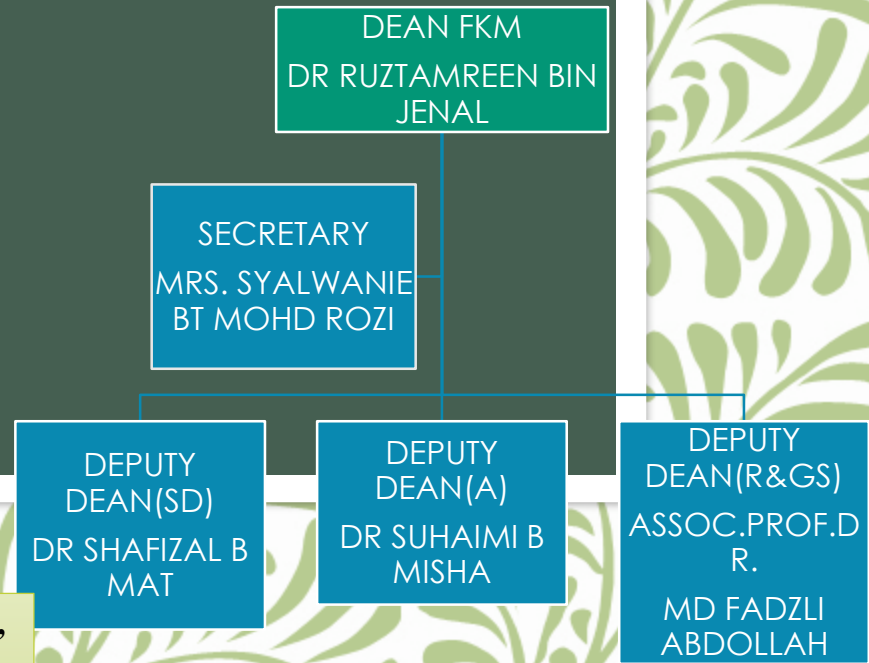 DEAN FKM
DR RUZTAMREEN BIN
JENAL
SECRETARY
MRS. SYALWANIE
BT MOHD ROZI
DEPUTY
DEAN(SD)
DR SHAFIZAL B
MAT
DEPUTY
DEAN(A)
DR SUHAIMI B
MISHA
DEPUTY
DEAN(R&GS)
ASSOC.PROF.D
R.
MD FADZLI
ABDOLLAH
,